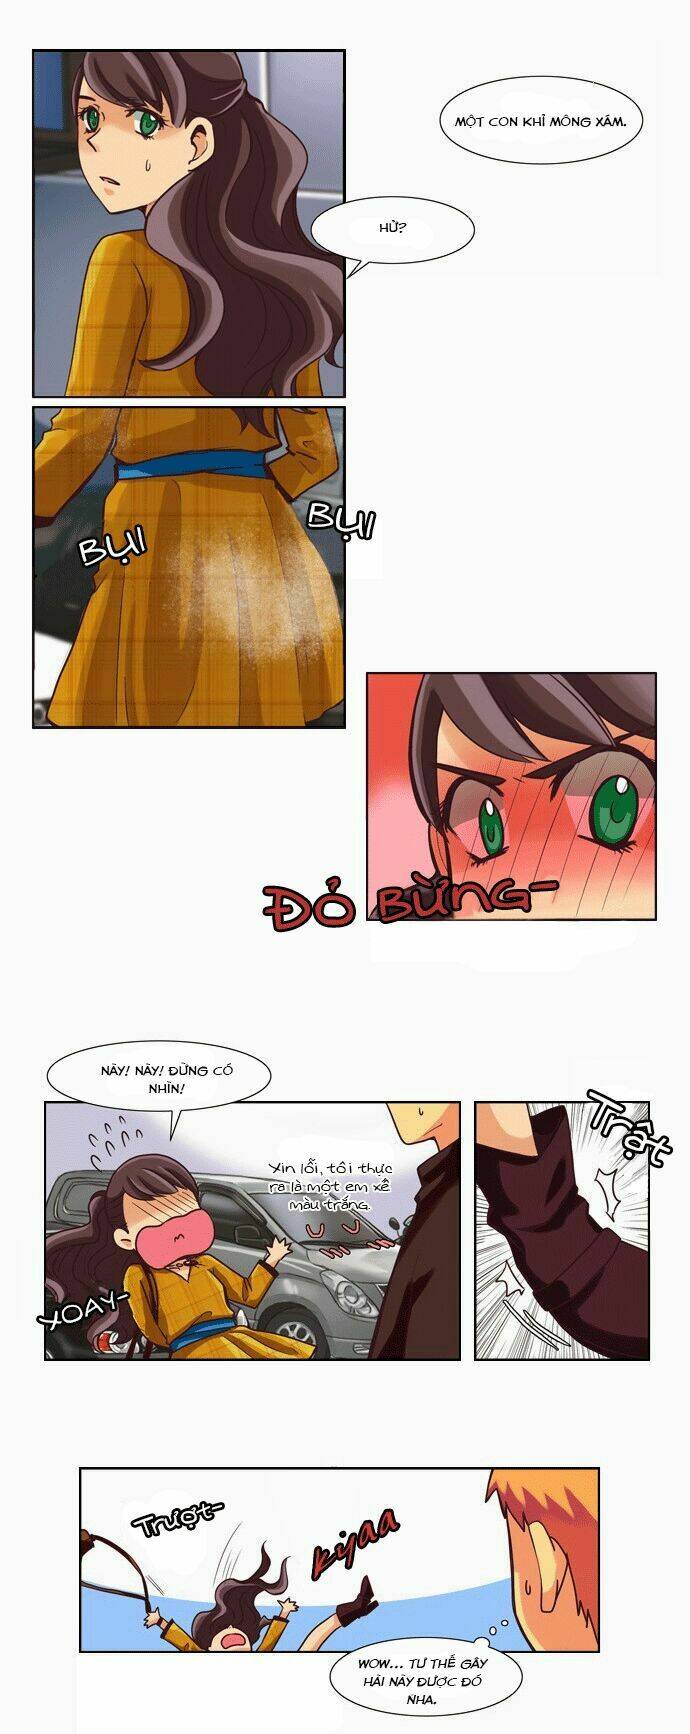 MỘT CON KHỈ MÔNG XÁM.
HỬ?
BỤI
BỤI
ĐỎ BỪNG-
NÀY! NÀY! ĐỪNG CÓ
NHÌN!
Xin lỗi, tôi thực
ra là một em xế
màu trắng.
XOAY-
Trật
Trượt-
kyaa
WOW... TƯ THẾ GÂY
HÀI NÀY ĐƯỢC ĐÓ
NHA.